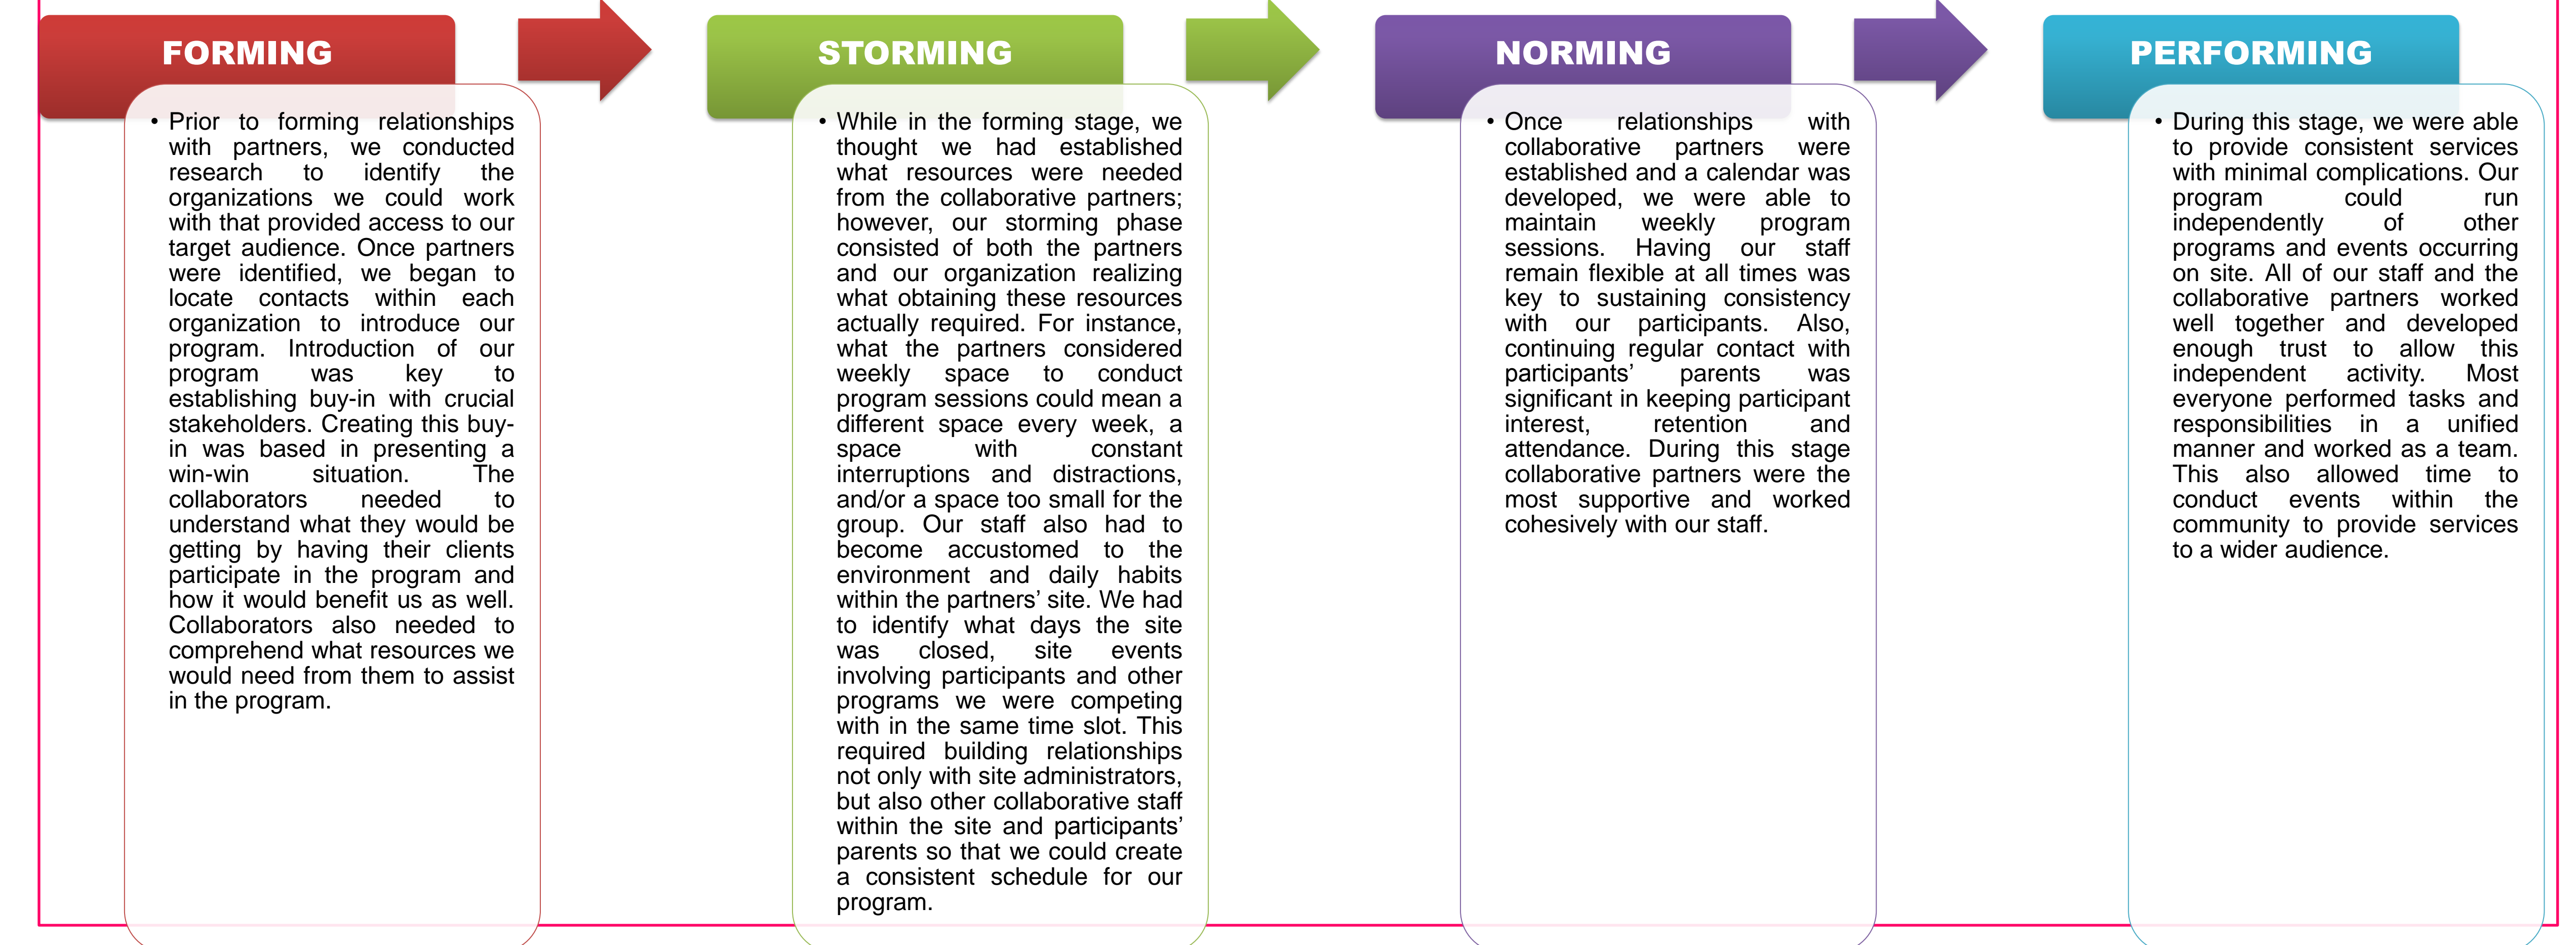 FORMING
• Prior to forming relationships
with partners, we conducted
research to identify the
organizations we could work
with that provided access to our
target audience. Once partners
were identified, we began to
locate contacts within each
organization to introduce our
program. Introduction of our
program was key to
establishing buy-in with crucial
stakeholders. Creating this buy-
in was based in presenting a
win-win situation. The
collaborators needed to
understand what they would be
getting by having their clients
participate in the program and
how it would benefit us as well.
Collaborators also needed to
comprehend what resources we
would need from them to assist
in the program.
STORMING
• While in the forming stage, we
thought we had established
what resources were needed
from the collaborative partners;
however, our storming phase
consisted of both the partners
and our organization realizing
what obtaining these resources
actually required. For instance,
what the partners considered
weekly space to conduct
program sessions could mean a
different space every week, a
space with constant
interruptions and distractions,
and/or a space too small for the
group. Our staff also had to
become accustomed to the
environment and daily habits
within the partners’ site. We had
to identify what days the site
was closed, site events
involving participants and other
programs we were competing
with in the same time slot. This
required building relationships
not only with site administrators,
but also other collaborative staff
within the site and participants’
parents so that we could create
a consistent schedule for our
program.
NORMING
• Once relationships with
collaborative partners were
established and a calendar was
developed, we were able to
maintain weekly program
sessions. Having our staff
remain flexible at all times was
key to sustaining consistency
with our participants. Also,
continuing regular contact with
participants’ parents was
significant in keeping participant
interest, retention and
attendance. During this stage
collaborative partners were the
most supportive and worked
cohesively with our staff.
PERFORMING
• During this stage, we were able
to provide consistent services
with minimal complications. Our
program could run
independently of other
programs and events occurring
on site. All of our staff and the
collaborative partners worked
well together and developed
enough trust to allow this
independent activity. Most
everyone performed tasks and
responsibilities in a unified
manner and worked as a team.
This also allowed time to
conduct events within the
community to provide services
to a wider audience.